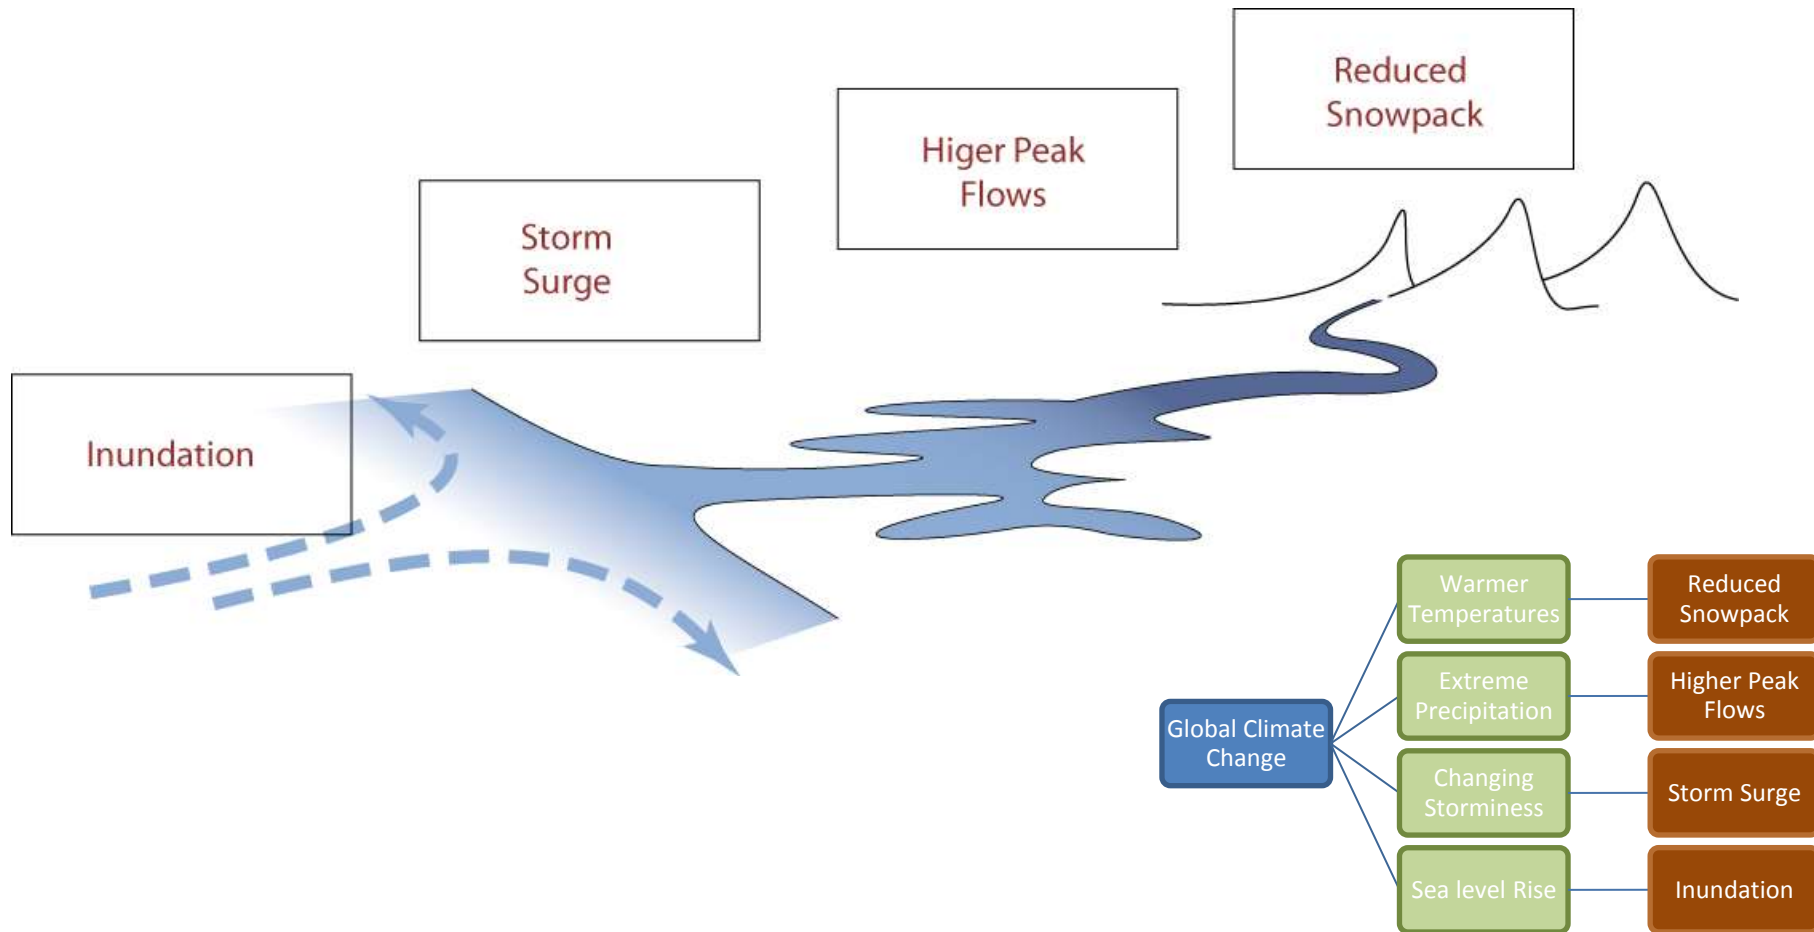 Reduced
Snowpack
Higer Peak
Flows
Storm
Surge
Inundation
Warmer
Temperatures
Reduced
Snowpack
Extreme
Precipitation
Higher Peak
Flows
Global Climate
Change
Changing
Storminess
Storm Surge
Sea level Rise
Inundation